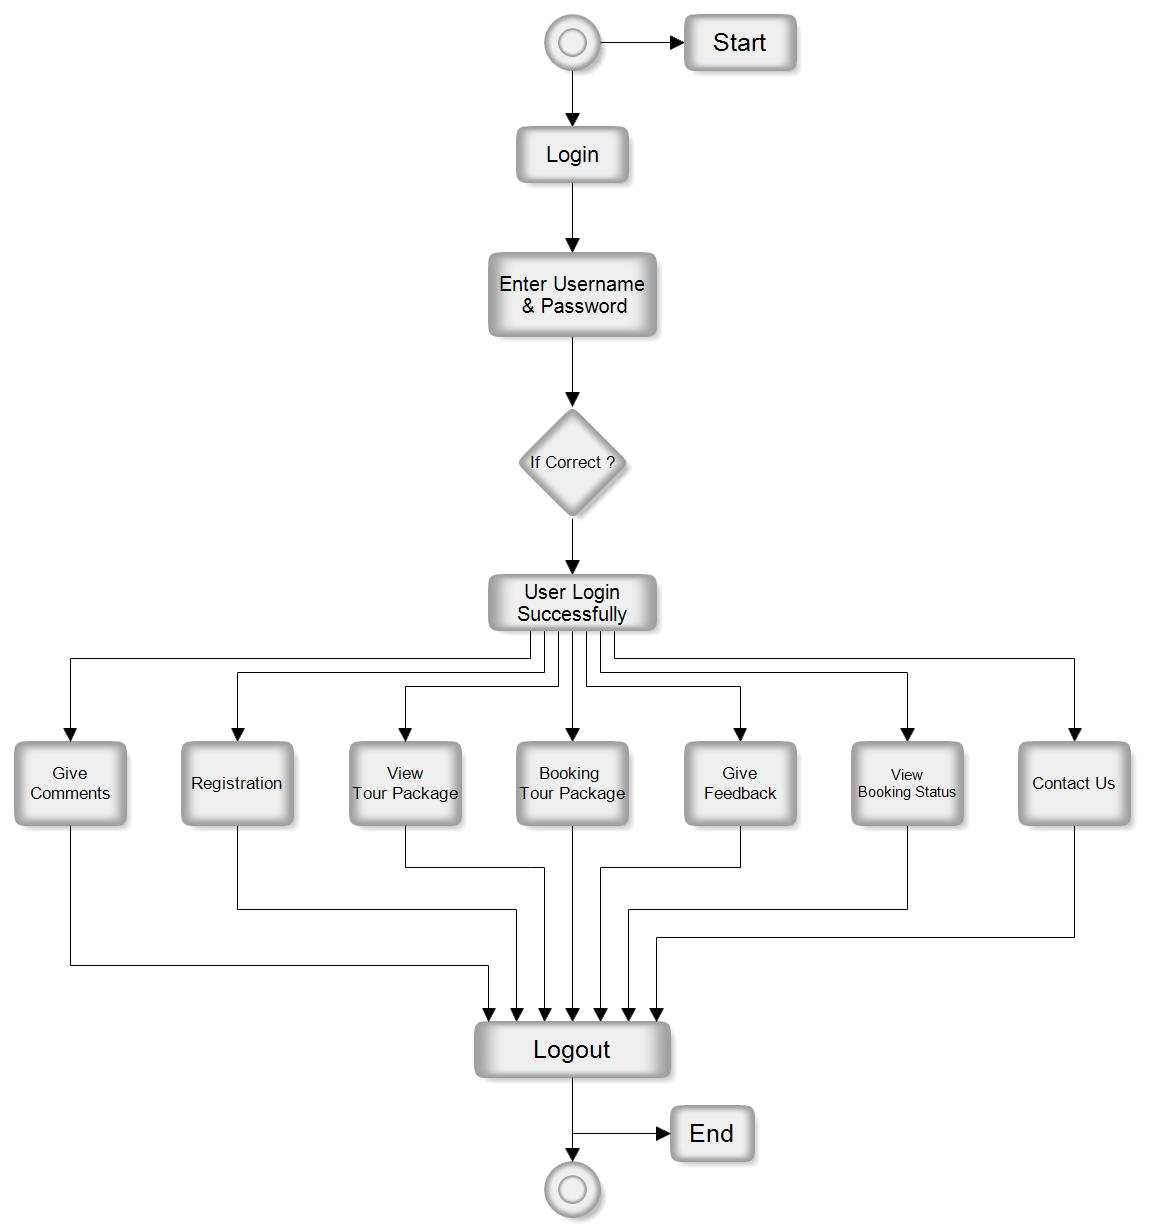 Start
Login
Enter Username
& Password
If Correct ?
User Login
Successfully
Give
Comments
Registration
View
Tour Package
Booking
Tour Package
Give
Feedback
View
Booking Status
Contact Us
Logout
End